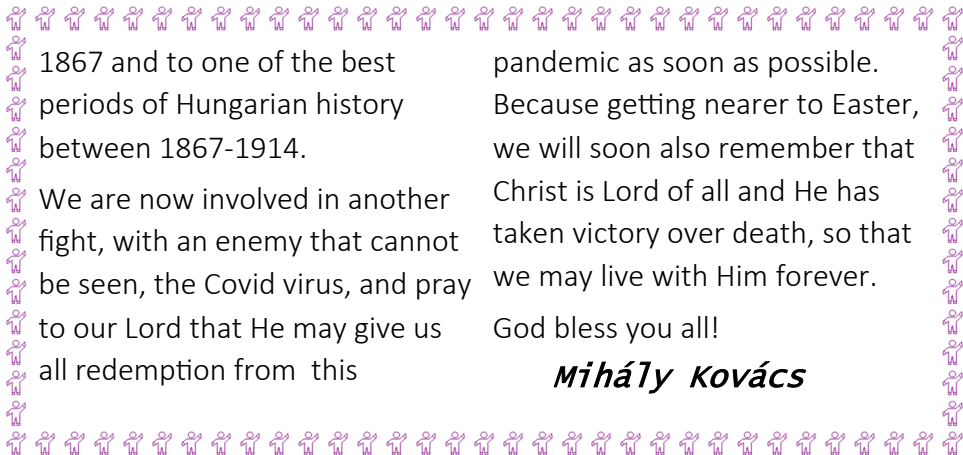 1867 and to one of the best
periods of Hungarian history
between 1867-1914.
We are now involved in another
fight, with an enemy that cannot
be seen, the Covid virus, and pray
to our Lord that He may give us
all redemption from  this
pandemic as soon as possible.
Because getting nearer to Easter,
we will soon also remember that
Christ is Lord of all and He has
taken victory over death, so that
we may live with Him forever.
God bless you all!
Mihály Kovács